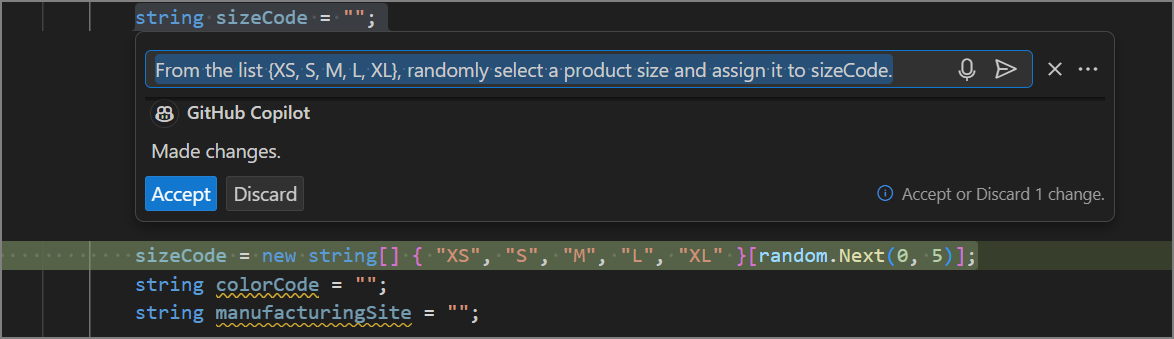 string sizeCode = "";
From the list {XS, S, M, L, XL}, randomly select a product size and assign it to sizeCode.
GitHub Copilot
Made changes.
Accept Discard Accept or Discard 1 change.
sizeCode = new string[] { "XS", "S", "M", "L", "XL" }[random.Next(0, 5)];
string colorCode = "";
string manufacturingSite = "";